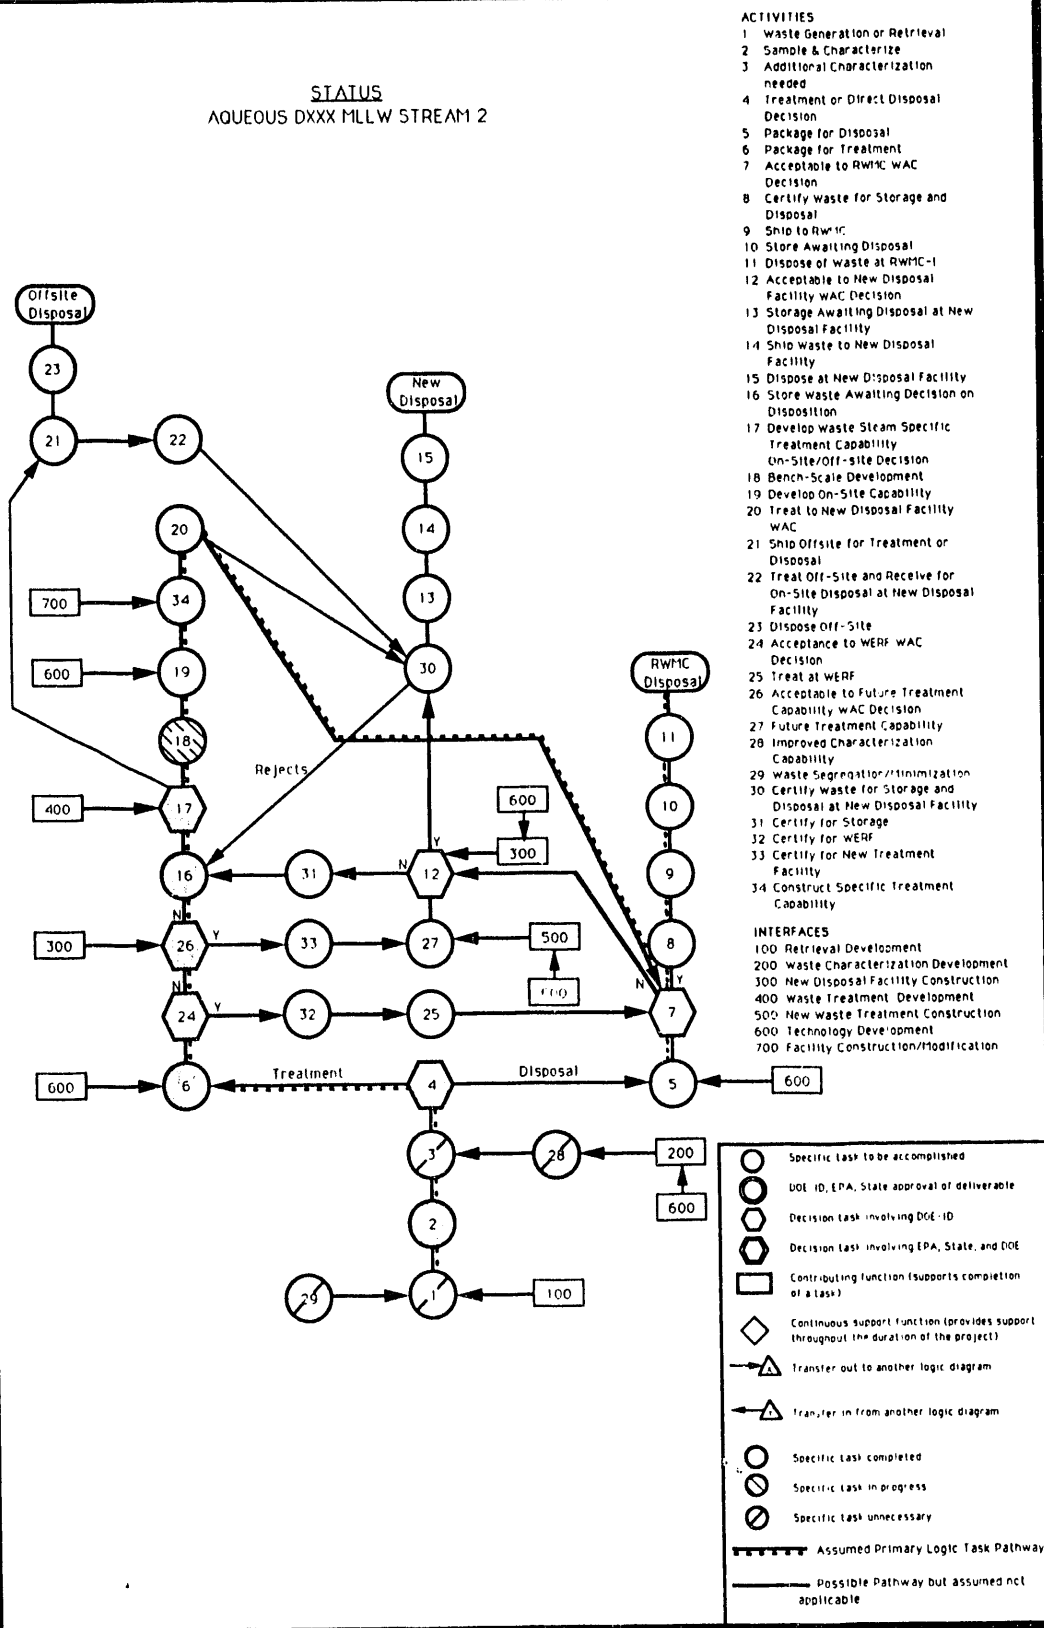 STATUS
AQUEOUS DXXX MLLW STREAM 2
ACTIVITIES
1 Waste Generation or Retrieval
2 Sample & Characterize
3 Additional Characterization
needed
4 Treatment or Direct Disposal
Decision
5 Package for Disposal
6 Package for Treatment
7 Acceptable to RWMC WAC
Decision
8 Certify Waste for Storage and
Disposal
9 Ship to RWMC
10 Store Awaiting Disposal
11 Dispose of Waste at RWMC-1
12 Acceptable to New Disposal
Facility WAC Decision
13 Storage Awaiting Disposal at New
Disposal Facility
14 Ship Waste to New Disposal
Facility
15 Dispose at New Disposal Facility
16 Store Waste Awaiting Decision on
Disposition
17 Develop Waste Steam Specific
Treatment Capability
On-Site/Off-site Decision
18 Bench-Scale Development
19 Develop On-Site Capability
20 Treat to New Disposal Facility
WAC
21 Ship Offsite for Treatment or
Disposal
22 Treat Off-Site and Receive for
On-Site Disposal at New Disposal
Facility
23 Dispose Off-Site
24 Acceptance to WERF WAC
Decision
25 Treat at WERF
26 Acceptable to Future Treatment
Capability WAC Decision
27 Future Treatment Capability
28 Improved Characterization
Capability
29 Waste Segregation/Minimization
30 Certify Waste for Storage and
Disposal at New Disposal Facility
31 Certify for Storage
32 Certify for WERF
33 Certify for New Treatment
Facility
34 Construct Specific Treatment
Capability
INTERFACES
100 Retrieval Development
200 Waste Characterization Development
300 New Disposal Facility Construction
400 Waste Treatment Development
500 New Waste Treatment Construction
600 Technology Development
700 Facility Construction/Modification
Offsite
Disposal
23
21
22
New
Disposal
15
14
20
34
700
13
30
19
600
RWMC
Disposal
11
18
Rejects
17
400
600
10
Y
300
16
31
N
12
9
N
26
Y
300
33
27
500
600
8
N
Y
N
24
Y
32
25
7
600
6
Treatment
4
Disposal
5
600
3
28
200
600
2
29
1
100
Specific task to be accomplished
DOE-ID, EPA, State approval of deliverable
Decision task involving DOE-ID
Decision task involving EPA, State, and DOE
Contributing function (supports completion
of a task)
Continuous support function (provides support
throughout the duration of the project)
Transfer out to another logic diagram
Transfer in from another logic diagram
Specific task completed
Specific task in progress
Specific task unnecessary
Assumed Primary Logic Task Pathway
Possible Pathway but assumed not
applicable